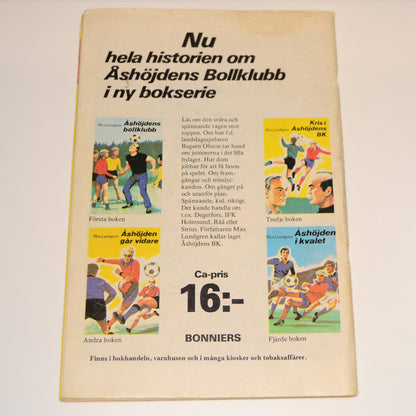 Nu
hela historien om
Åshöjdens Bollklubb
i ny bokserie
Max Lundgren
Åshöjdens
bollklubb
Första boken
Max Lundgren
Åshöjden
går vidare
Andra boken
Läs om den svåra och
spännande vägen mot
toppen. Om hur f.d.
landslagsspelaren
Bagarn Olsson tar hand
om juniorerna i det lilla
bylaget. Hur dom
jobbar för att få fason
på spelet. Om fram-
gångar och misslyc-
kanden. Om gänget på
och utanför plan.
Spännande, kul, riktigt.
Det kunde handla om
t.ex. Degerfors, IFK
Holmsund, Råå eller
Sirius. Författaren Max
Lundgren kallar laget
Åshöjdens BK.
Ca-pris
16:-
BONNIERS
Max Lundgren
Kris i
Åshöjdens
BK
Tredje boken
Max Lundgren
Åshöjden
i kvalet
Fjärde boken
Finns i bokhandeln, varuhusen och i många kiosker och tobaksaffärer.